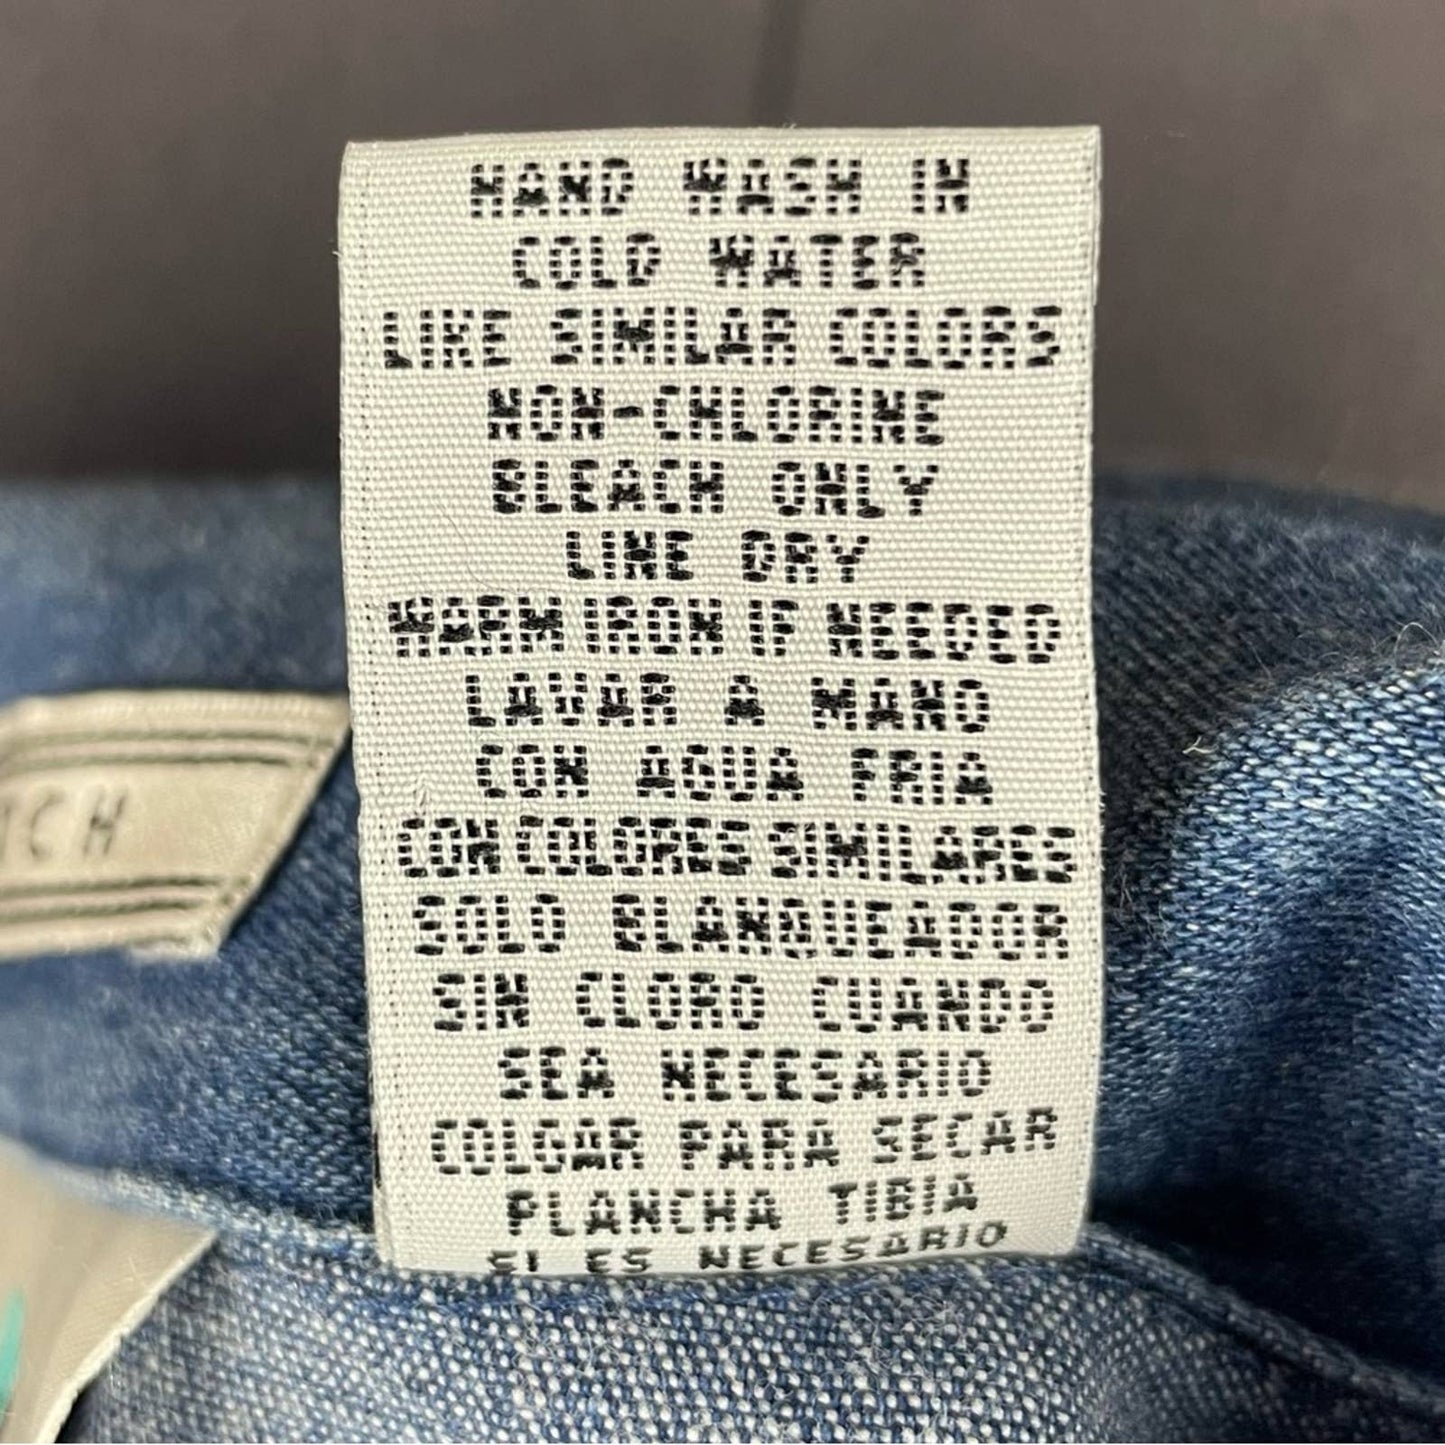 HAND WASH IN
COLD WATER
LIKE SIMILAR COLORS
NON-CHLORINE
BLEACH ONLY
LINE DRY
WARM IRON IF NEEDED
LAVAR A MANO
CON AGUA FRIA
CON COLORES SIMILARES
SOLO BLANQUEADOR
SIN CLORO CUANDO
SEA NECESARIO
COLGAR PARA SECAR
PLANCHA TIBIA
SI ES NECESARIO